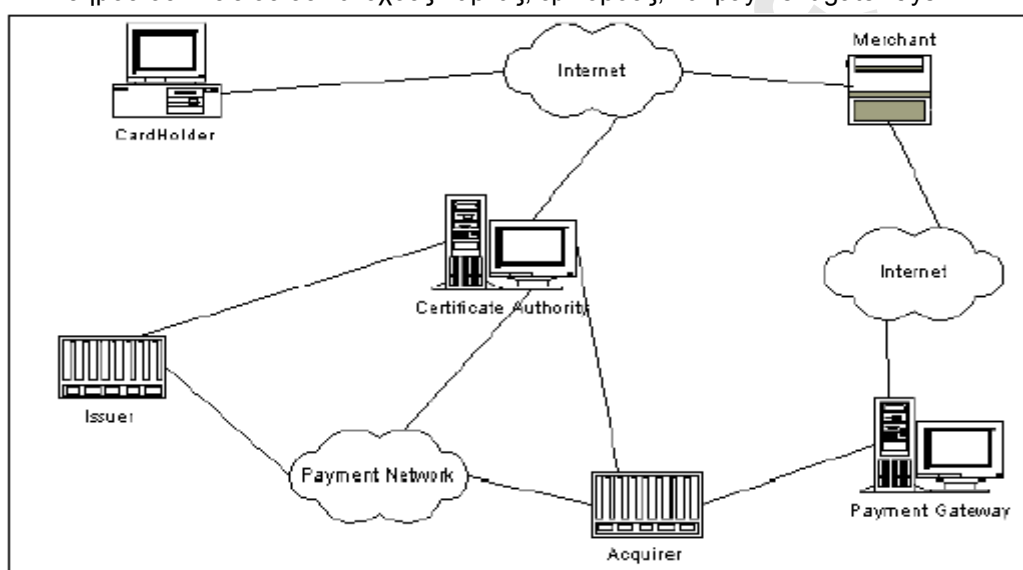 CardHolder
Internet
Merchant
Certificate Authority
Internet
Issuer
Payment Network
Acquirer
Payment Gateway